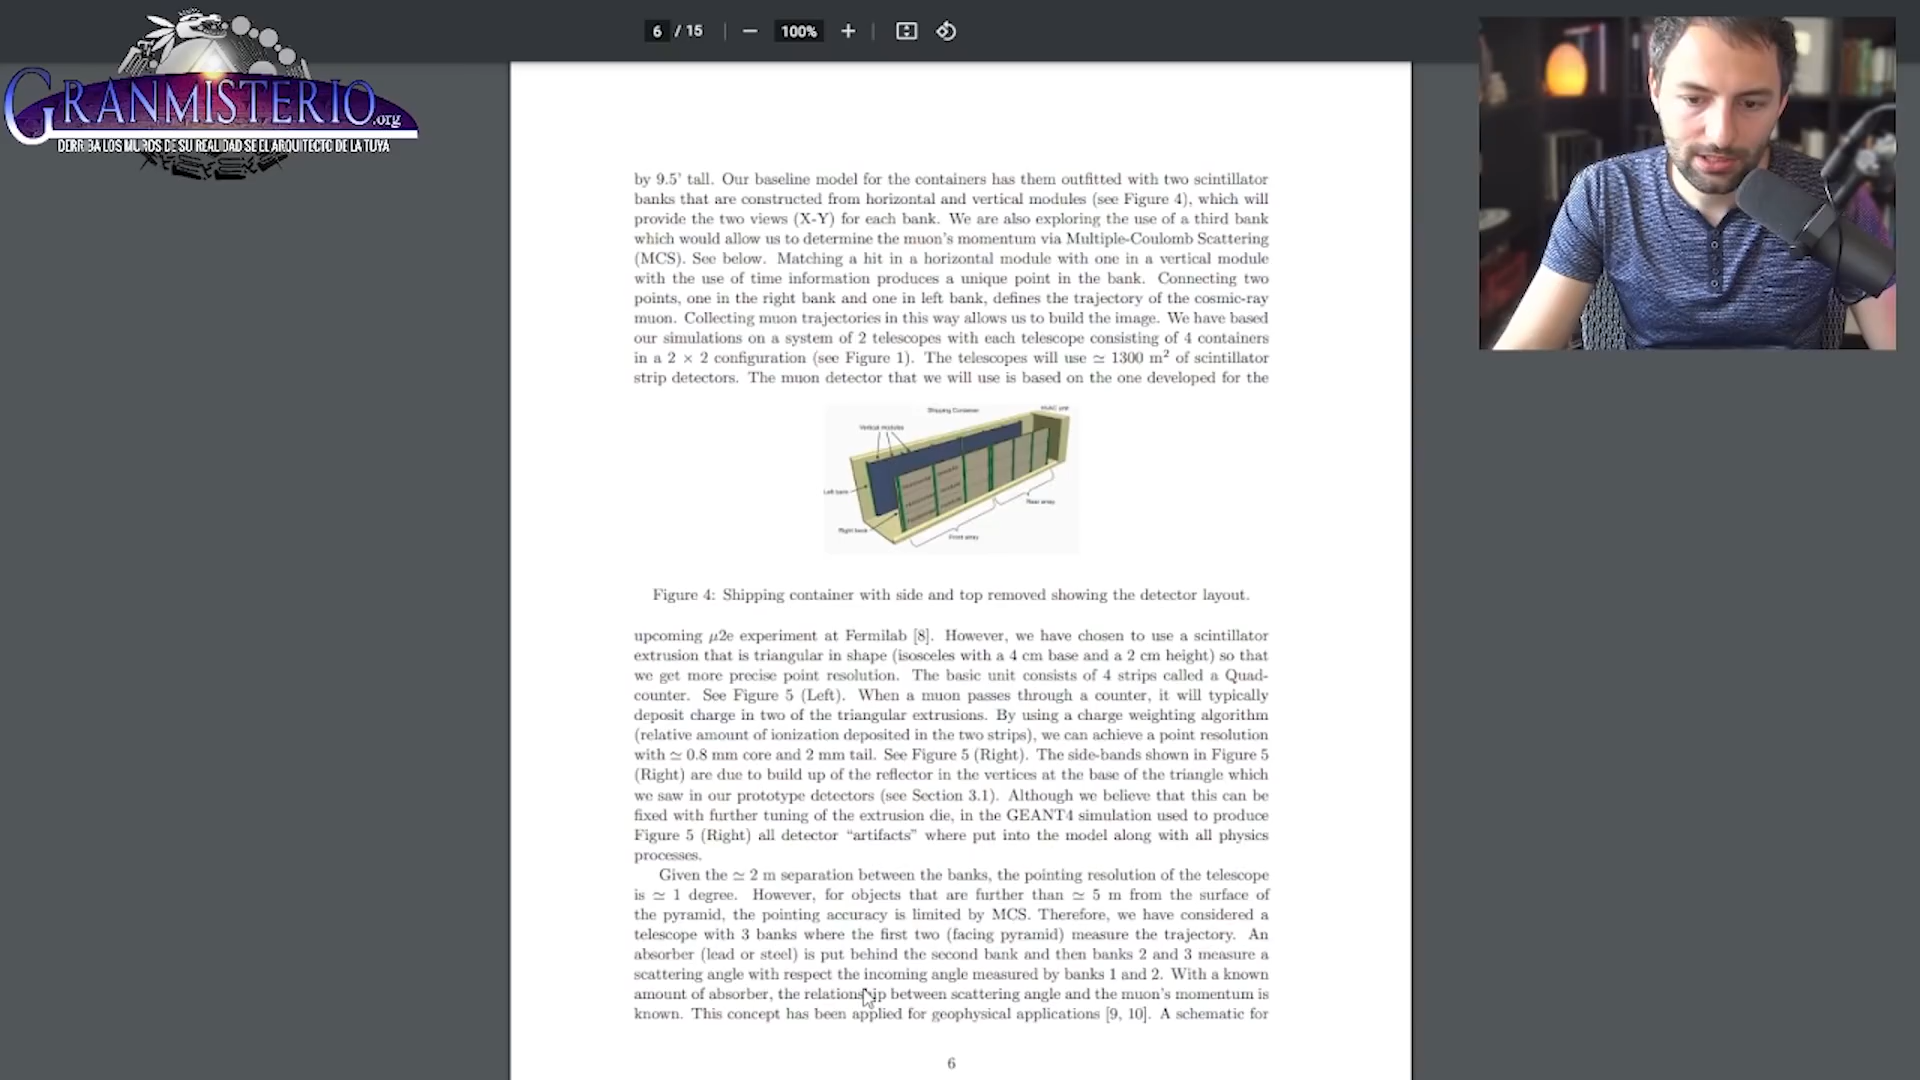 6 / 15
100%
GRANMISTERIO.org
DERRIBA LOS MUROS DE SU REALIDAD SE EL ARQUITECTO DE LA TUYA
by 9.5' tall. Our baseline model for the containers has them outfitted with two scintillator
banks that are constructed from horizontal and vertical modules (see Figure 4), which will
provide the two views (X-Y) for each bank. We are also exploring the use of a third bank
which would allow us to determine the muon's momentum via Multiple-Coulomb Scattering
(MCS). See below. Matching a hit in a horizontal module with one in a vertical module
with the use of time information produces a unique point in the bank. Connecting two
points, one in the right bank and one in left bank, defines the trajectory of the cosmic-ray
muon. Collecting muon trajectories in this way allows us to build the image. We have based
our simulations on a system of 2 telescopes with each telescope consisting of 4 containers
in a 2 × 2 configuration (see Figure 1). The telescopes will use ≃ 1300 m² of scintillator
strip detectors. The muon detector that we will use is based on the one developed for the
Shipping Container
Vertical modules
Left bank
Right bank
Rear array
Front array
Figure 4: Shipping container with side and top removed showing the detector layout.
upcoming μ2e experiment at Fermilab [8]. However, we have chosen to use a scintillator
extrusion that is triangular in shape (isosceles with a 4 cm base and a 2 cm height) so that
we get more precise point resolution. The basic unit consists of 4 strips called a Quad-
counter. See Figure 5 (Left). When a muon passes through a counter, it will typically
deposit charge in two of the triangular extrusions. By using a charge weighting algorithm
(relative amount of ionization deposited in the two strips), we can achieve a point resolution
with ≃ 0.8 mm core and 2 mm tail. See Figure 5 (Right). The side-bands shown in Figure 5
(Right) are due to build up of the reflector in the vertices at the base of the triangle which
we saw in our prototype detectors (see Section 3.1). Although we believe that this can be
fixed with further tuning of the extrusion die, in the GEANT4 simulation used to produce
Figure 5 (Right) all detector “artifacts” where put into the model along with all physics
processes.
Given the ≃ 2 m separation between the banks, the pointing resolution of the telescope
is ≃ 1 degree. However, for objects that are further than ≃ 5 m from the surface of
the pyramid, the pointing accuracy is limited by MCS. Therefore, we have considered a
telescope with 3 banks where the first two (facing pyramid) measure the trajectory. An
absorber (lead or steel) is put behind the second bank and then banks 2 and 3 measure a
scattering angle with respect the incoming angle measured by banks 1 and 2. With a known
amount of absorber, the relationship between scattering angle and the muon's momentum is
known. This concept has been applied for geophysical applications [9, 10]. A schematic for
6